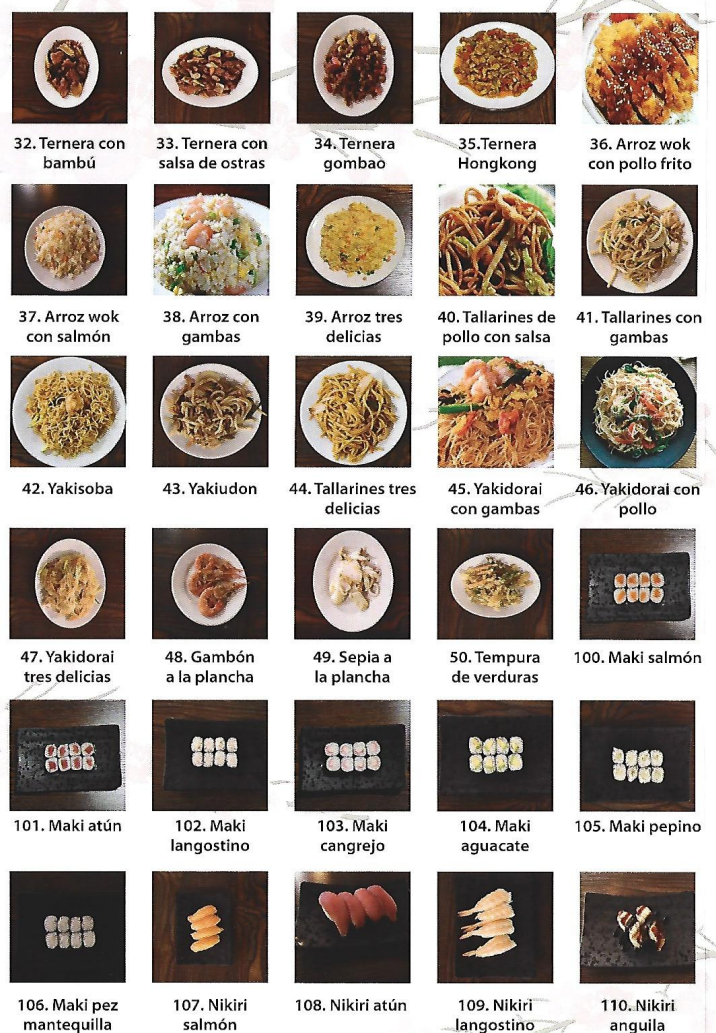 32. Ternera con
bambú
33. Ternera con
salsa de ostras
34. Ternera
gombao
35.Ternera
Hongkong
36. Arroz wok
con pollo frito
37. Arroz wok
con salmón
38. Arroz con
gambas
39. Arroz tres
delicias
40. Tallarines de
pollo con salsa
41. Tallarines con
gambas
42. Yakisoba
43. Yakiudon
44. Tallarines tres
delicias
45. Yakidorai
con gambas
46. Yakidorai con
pollo
47. Yakidorai
tres delicias
48. Gambón
a la plancha
49. Sepia a
la plancha
50. Tempura
de verduras
100. Maki salmón
101. Maki atún
102. Maki
langostino
103. Maki
cangrejo
104. Maki
aguacate
105. Maki pepino
106. Maki pez
mantequilla
107. Nikiri
salmón
108. Nikiri atún
109. Nikiri
langostino
110. Nikiri
anguila